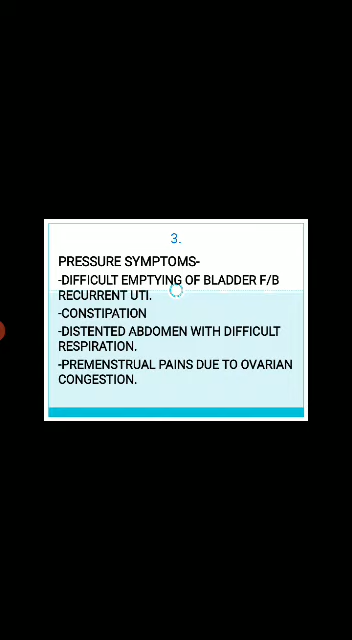 3.
PRESSURE SYMPTOMS-
-DIFFICULT EMPTYING OF BLADDER F/B
RECURRENT UTI.
-CONSTIPATION
-DISTENTED ABDOMEN WITH DIFFICULT
RESPIRATION.
-PREMENSTRUAL PAINS DUE TO OVARIAN
CONGESTION.